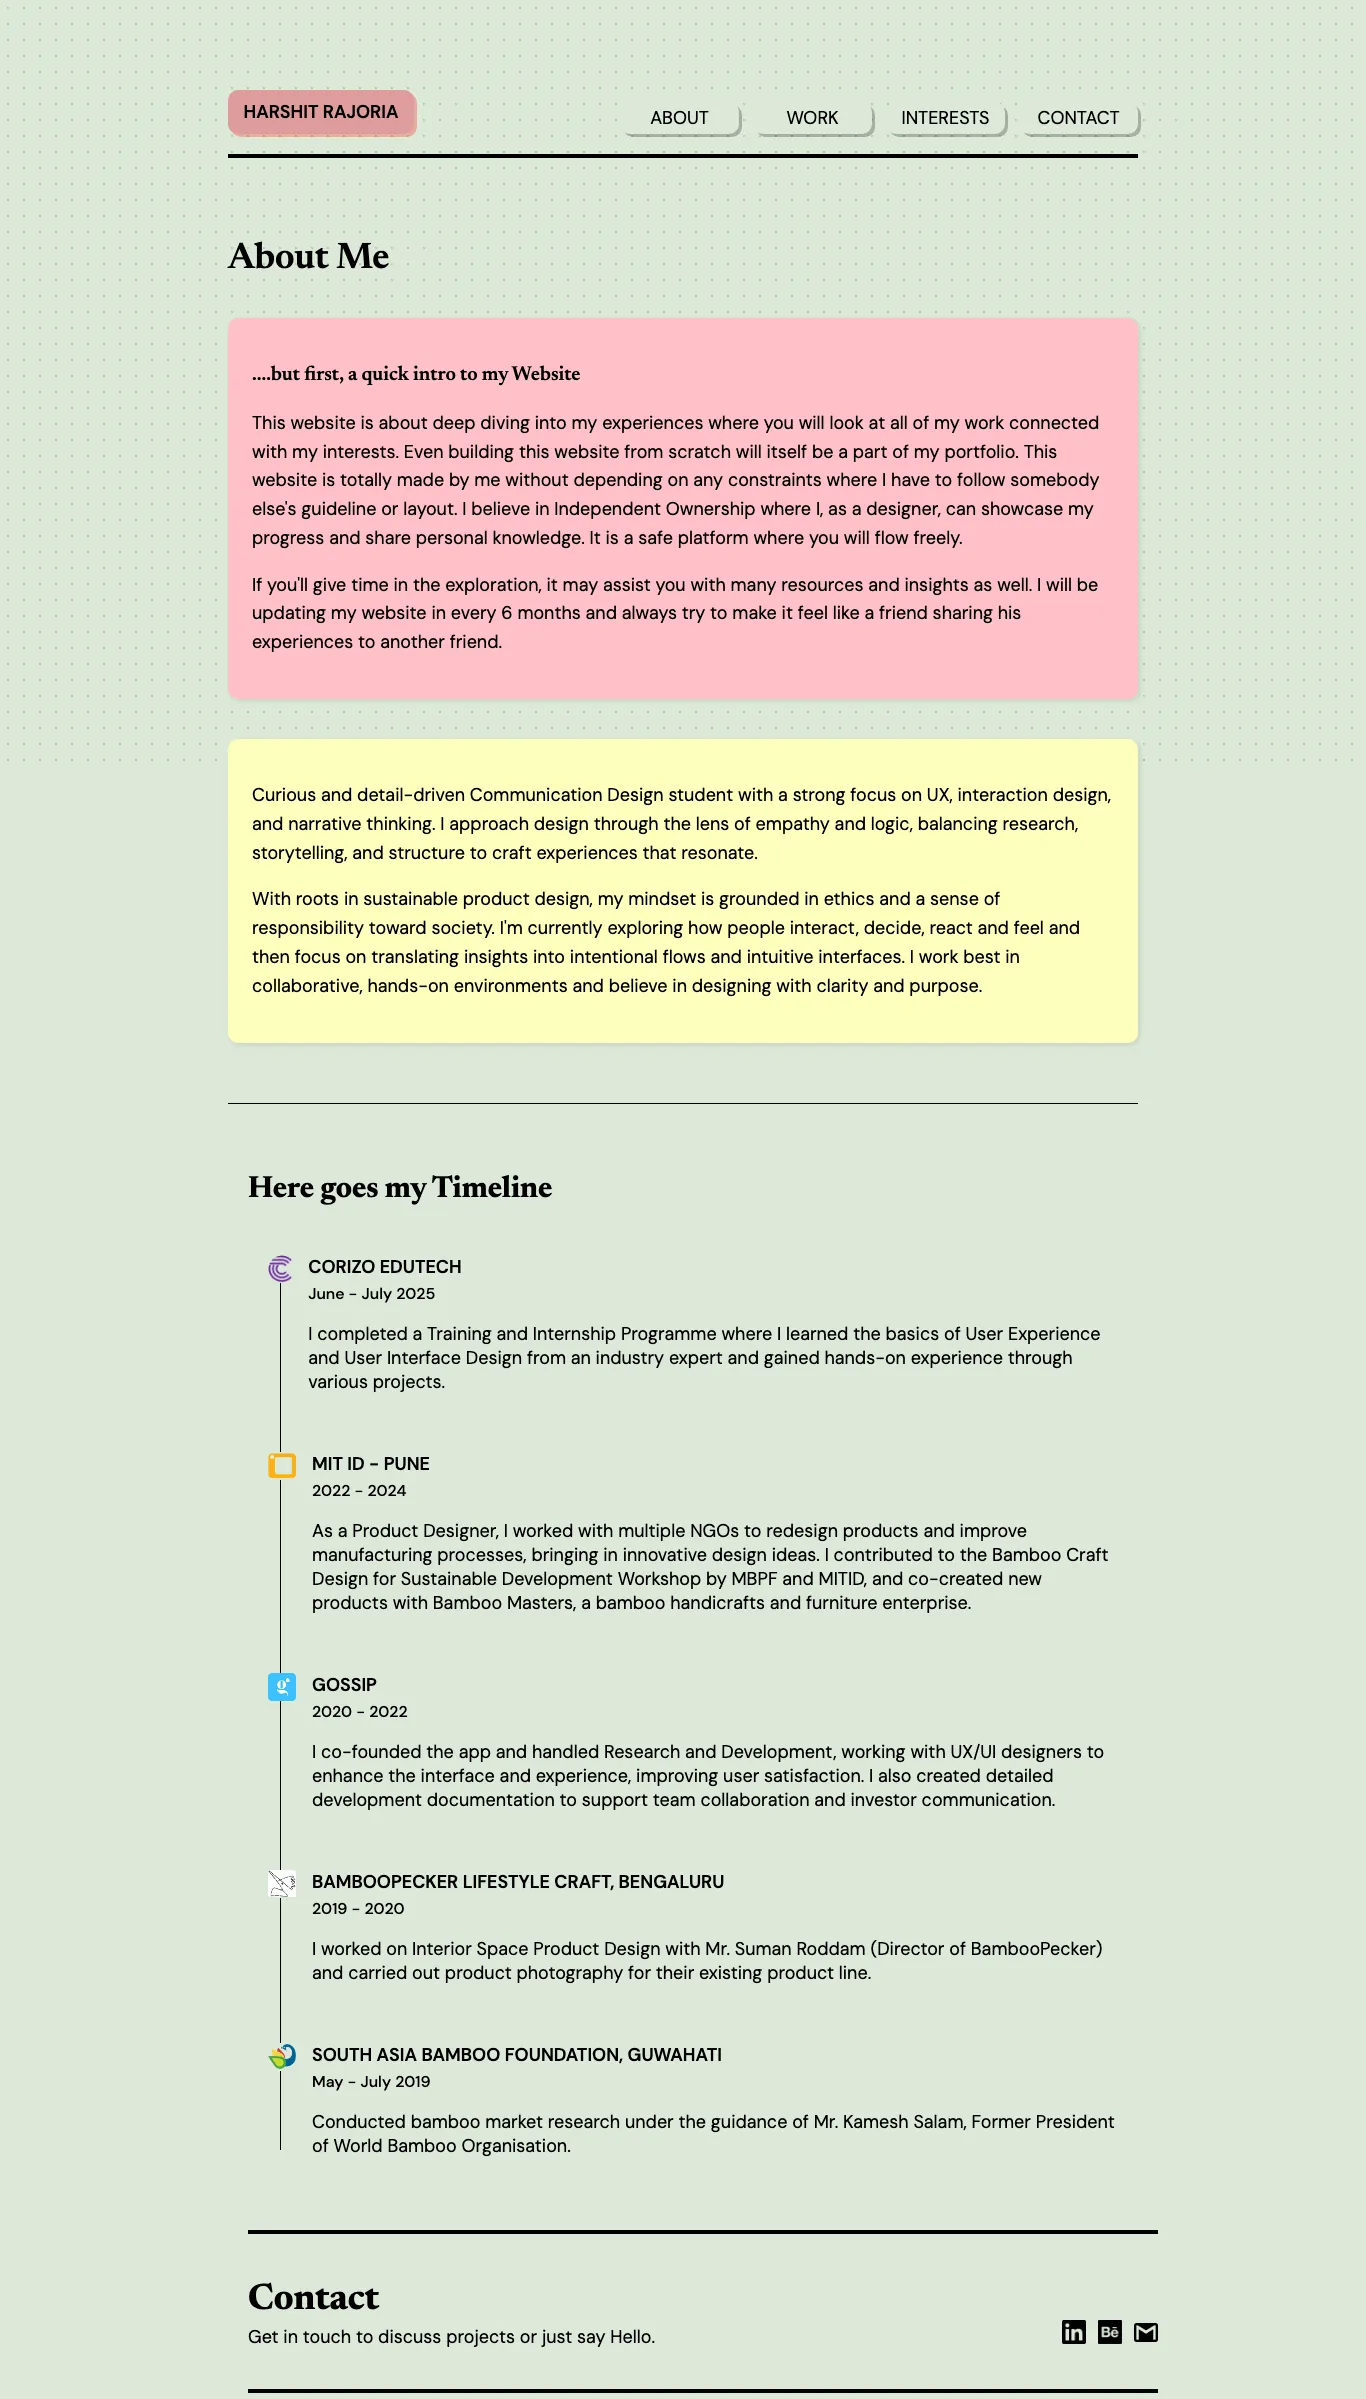 HARSHIT RAJORIA
ABOUT
WORK
INTERESTS
CONTACT
About Me
....but first, a quick intro to my Website
This website is about deep diving into my experiences where you will look at all of my work connected
with my interests. Even building this website from scratch will itself be a part of my portfolio. This
website is totally made by me without depending on any constraints where I have to follow somebody
else's guideline or layout. I believe in Independent Ownership where I, as a designer, can showcase my
progress and share personal knowledge. It is a safe platform where you will flow freely.
If you'll give time in the exploration, it may assist you with many resources and insights as well. I will be
updating my website in every 6 months and always try to make it feel like a friend sharing his
experiences to another friend.
Curious and detail-driven Communication Design student with a strong focus on UX, interaction design,
and narrative thinking. I approach design through the lens of empathy and logic, balancing research,
storytelling, and structure to craft experiences that resonate.
With roots in sustainable product design, my mindset is grounded in ethics and a sense of
responsibility toward society. I'm currently exploring how people interact, decide, react and feel and
then focus on translating insights into intentional flows and intuitive interfaces. I work best in
collaborative, hands-on environments and believe in designing with clarity and purpose.
Here goes my Timeline
CORIZO EDUTECH
June - July 2025
I completed a Training and Internship Programme where I learned the basics of User Experience
and User Interface Design from an industry expert and gained hands-on experience through
various projects.
MIT ID - PUNE
2022 - 2024
As a Product Designer, I worked with multiple NGOs to redesign products and improve
manufacturing processes, bringing in innovative design ideas. I contributed to the Bamboo Craft
Design for Sustainable Development Workshop by MBPF and MITID, and co-created new
products with Bamboo Masters, a bamboo handicrafts and furniture enterprise.
g
GOSSIP
2020 - 2022
I co-founded the app and handled Research and Development, working with UX/UI designers to
enhance the interface and experience, improving user satisfaction. I also created detailed
development documentation to support team collaboration and investor communication.
BAMBOOPECKER LIFESTYLE CRAFT, BENGALURU
2019 - 2020
I worked on Interior Space Product Design with Mr. Suman Roddam (Director of BambooPecker)
and carried out product photography for their existing product line.
SOUTH ASIA BAMBOO FOUNDATION, GUWAHATI
May - July 2019
Conducted bamboo market research under the guidance of Mr. Kamesh Salam, Former President
of World Bamboo Organisation.
Contact
Get in touch to discuss projects or just say Hello.
in
Bē
M